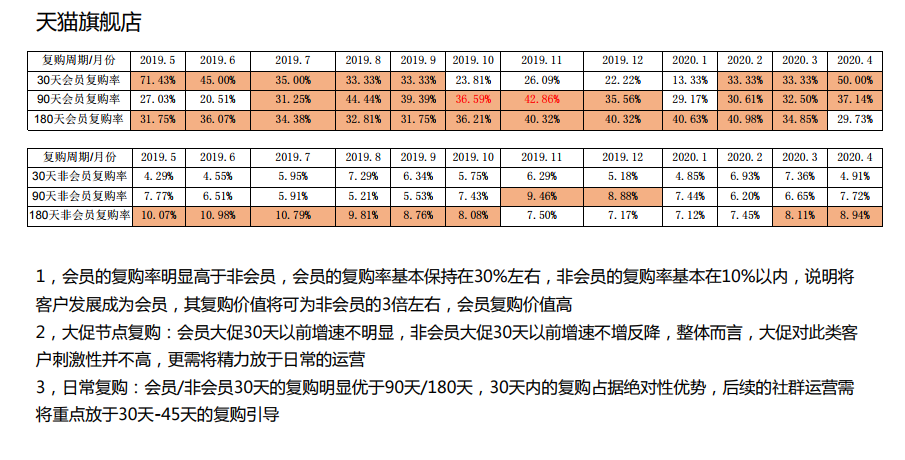 天猫旗舰店
复购周期/月份 2019.5 2019.6 2019.7 2019.8 2019.9 2019.10 2019.11 2019.12 2020.1 2020.2 2020.3 2020.4
30天会员复购率 71.43% 45.00% 35.00% 33.33% 33.33% 23.81% 26.09% 22.22% 13.33% 33.33% 33.33% 50.00%
90天会员复购率 27.03% 20.51% 31.25% 44.44% 39.39% 36.59% 42.86% 35.56% 29.17% 30.61% 32.50% 37.14%
180天会员复购率 31.75% 36.07% 34.38% 32.81% 31.75% 36.21% 40.32% 40.32% 40.63% 40.98% 34.85% 29.73%
复购周期/月份 2019.5 2019.6 2019.7 2019.8 2019.9 2019.10 2019.11 2019.12 2020.1 2020.2 2020.3 2020.4
30天非会员复购率 4.29% 4.55% 5.95% 7.29% 6.34% 5.75% 6.29% 5.18% 4.85% 6.93% 7.36% 4.91%
90天非会员复购率 7.77% 6.51% 5.91% 5.21% 5.53% 7.43% 9.46% 8.88% 7.44% 6.20% 6.65% 7.72%
180天非会员复购率 10.07% 10.98% 10.79% 9.81% 8.76% 8.08% 7.50% 7.17% 7.12% 7.45% 8.11% 8.94%
1，会员的复购率明显高于非会员，会员的复购率基本保持在30%左右，非会员的复购率基本在10%以内，说明将
客户发展成为会员，其复购价值将可为非会员的3倍左右，会员复购价值高
2，大促节点复购：会员大促30天以前增速不明显，非会员大促30天以前增速不增反降，整体而言，大促对此类客
户刺激性并不高，更需将精力放于日常的运营
3，日常复购：会员/非会员30天的复购明显优于90天/180天，30天内的复购占据绝对性优势，后续的社群运营需
将重点放于30天-45天的复购引导